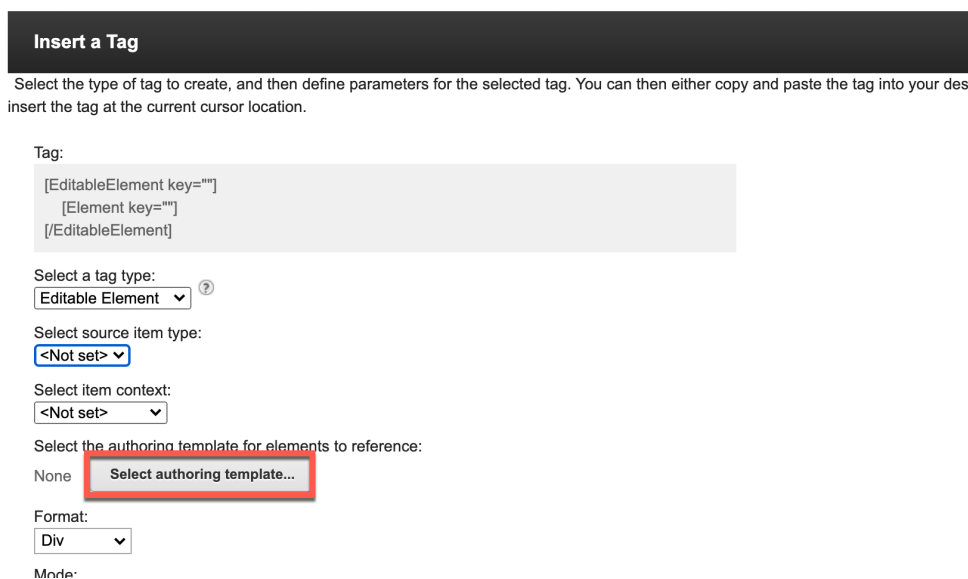 Insert a Tag
Select the type of tag to create, and then define parameters for the selected tag. You can then either copy and paste the tag into your des
insert the tag at the current cursor location.
Tag:
[EditableElement key=""]
[Element key=""]
[/EditableElement]
Select a tag type:
Editable Element
?
Select source item type:
<Not set>
Select item context:
<Not set>
Select the authoring template for elements to reference:
None Select authoring template...
Format:
Div
Mode: